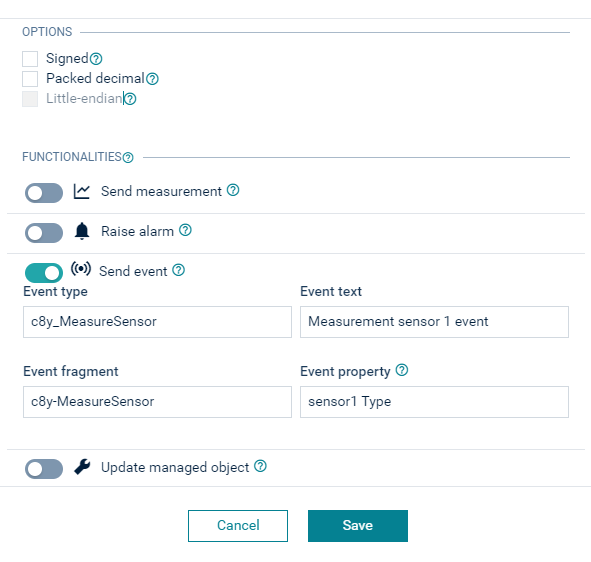 OPTIONS
Signed
Packed decimal
Little-endian
FUNCTIONALITIES
Send measurement
Raise alarm
Send event
Event type Event text
c8y_MeasureSensor Measurement sensor 1 event
Event fragment Event property
c8y-MeasureSensor sensor1 Type
Update managed object
Cancel Save